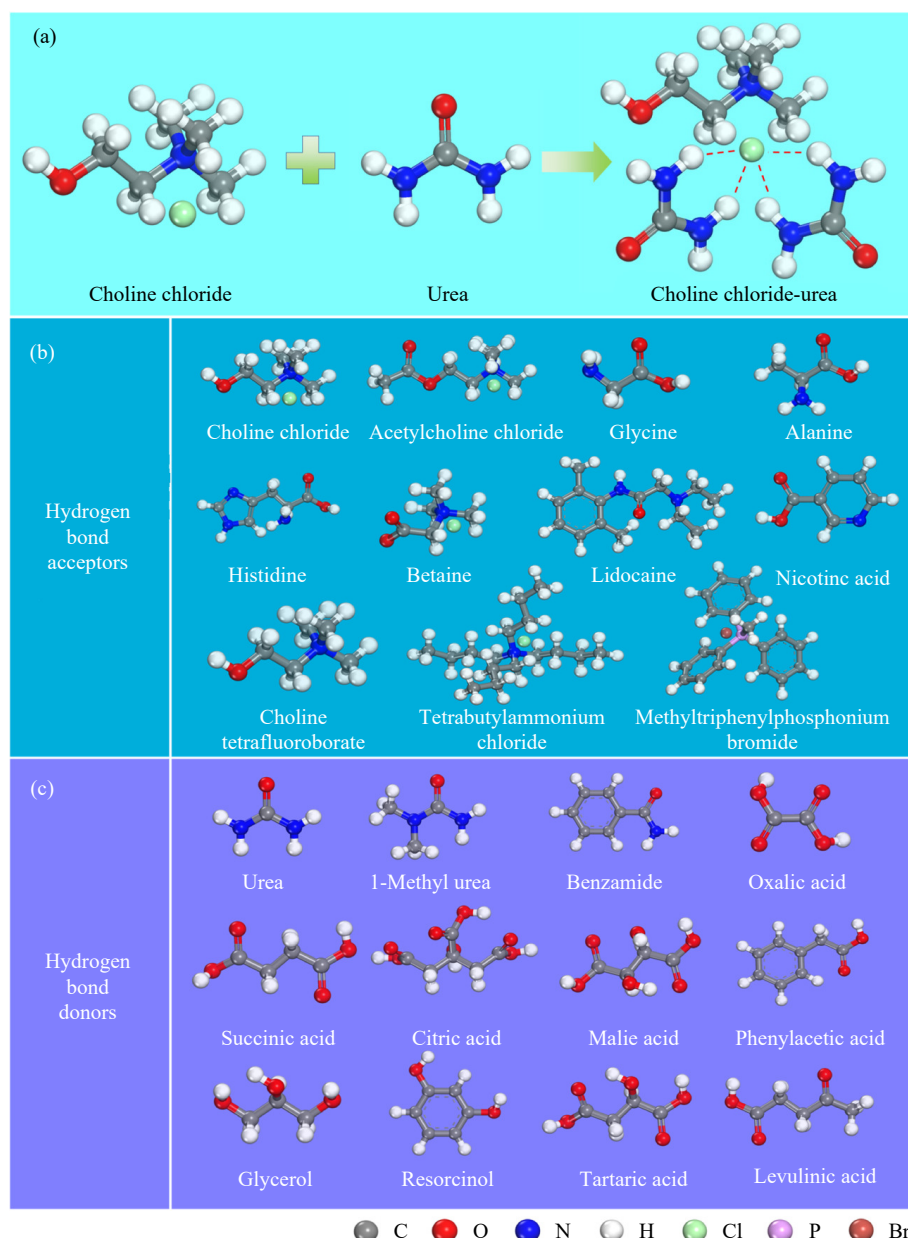 (a)
Choline chloride
Urea
Choline chloride-urea
(b)
Hydrogen
bond
acceptors
Choline chloride
Acetylcholine chloride
Glycine
Alanine
Histidine
Betaine
Lidocaine
Nicotinc acid
Choline
tetrafluoroborate
Tetrabutylammonium
chloride
Methyltriphenylphosphonium
bromide
(c)
Hydrogen
bond
donors
Urea
1-Methyl urea
Benzamide
Oxalic acid
Succinic acid
Citric acid
Malie acid
Phenylacetic acid
Glycerol
Resorcinol
Tartaric acid
Levulinic acid
C O N H Cl P Br